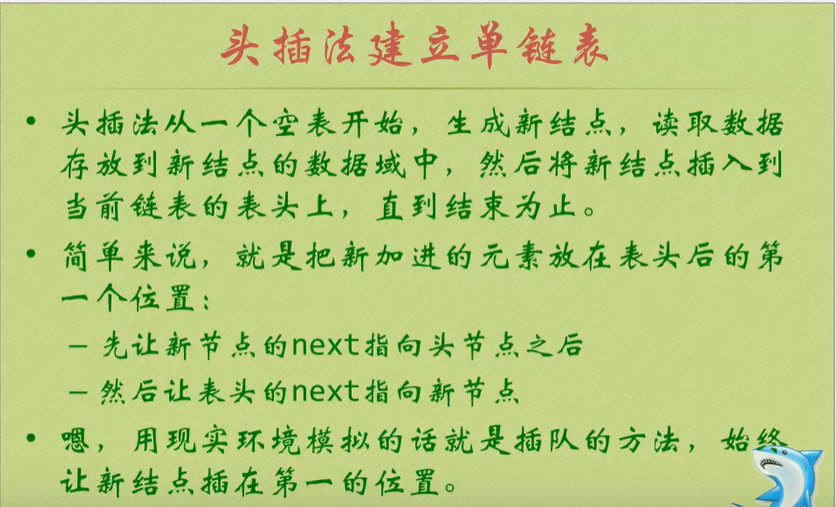 头插法建立单链表
• 头插法从一个空表开始，生成新结点，读取数据
存放到新结点的数据域中，然后将新结点插入到
当前链表的表头上，直到结束为止。
• 简单来说，就是把新加进的元素放在表头后的第
一个位置：
– 先让新节点的next指向头节点之后
– 然后让表头的next指向新节点
• 嗯，用现实环境模拟的话就是插队的方法，始终
让新结点插在第一的位置。